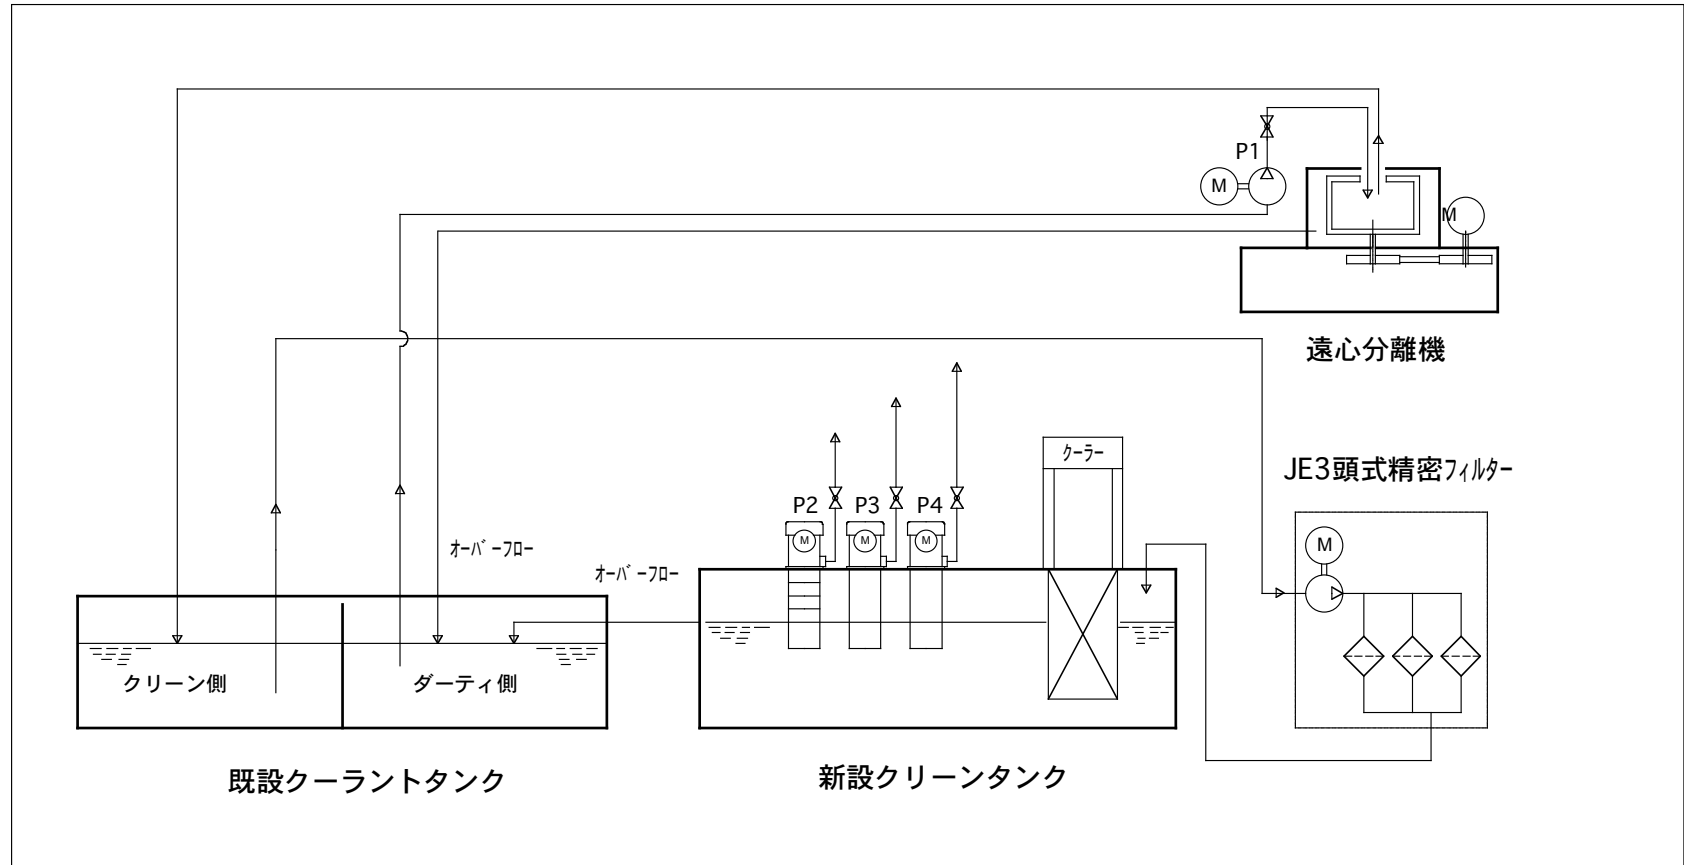 P1
M
M
遠心分離機
クーラー
JE3頭式精密フィルター
P2
P3
P4
M
M
M
M
オーバーフロー
オーバーフロー
クリーン側
ダーティ側
既設クーラントタンク
新設クリーンタンク